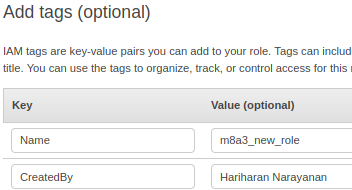 Add tags (optional)
IAM tags are key-value pairs you can add to your role. Tags can includ
title. You can use the tags to organize, track, or control access for this
Key Value (optional)
Name m8a3_new_role
CreatedBy Hariharan Narayanan